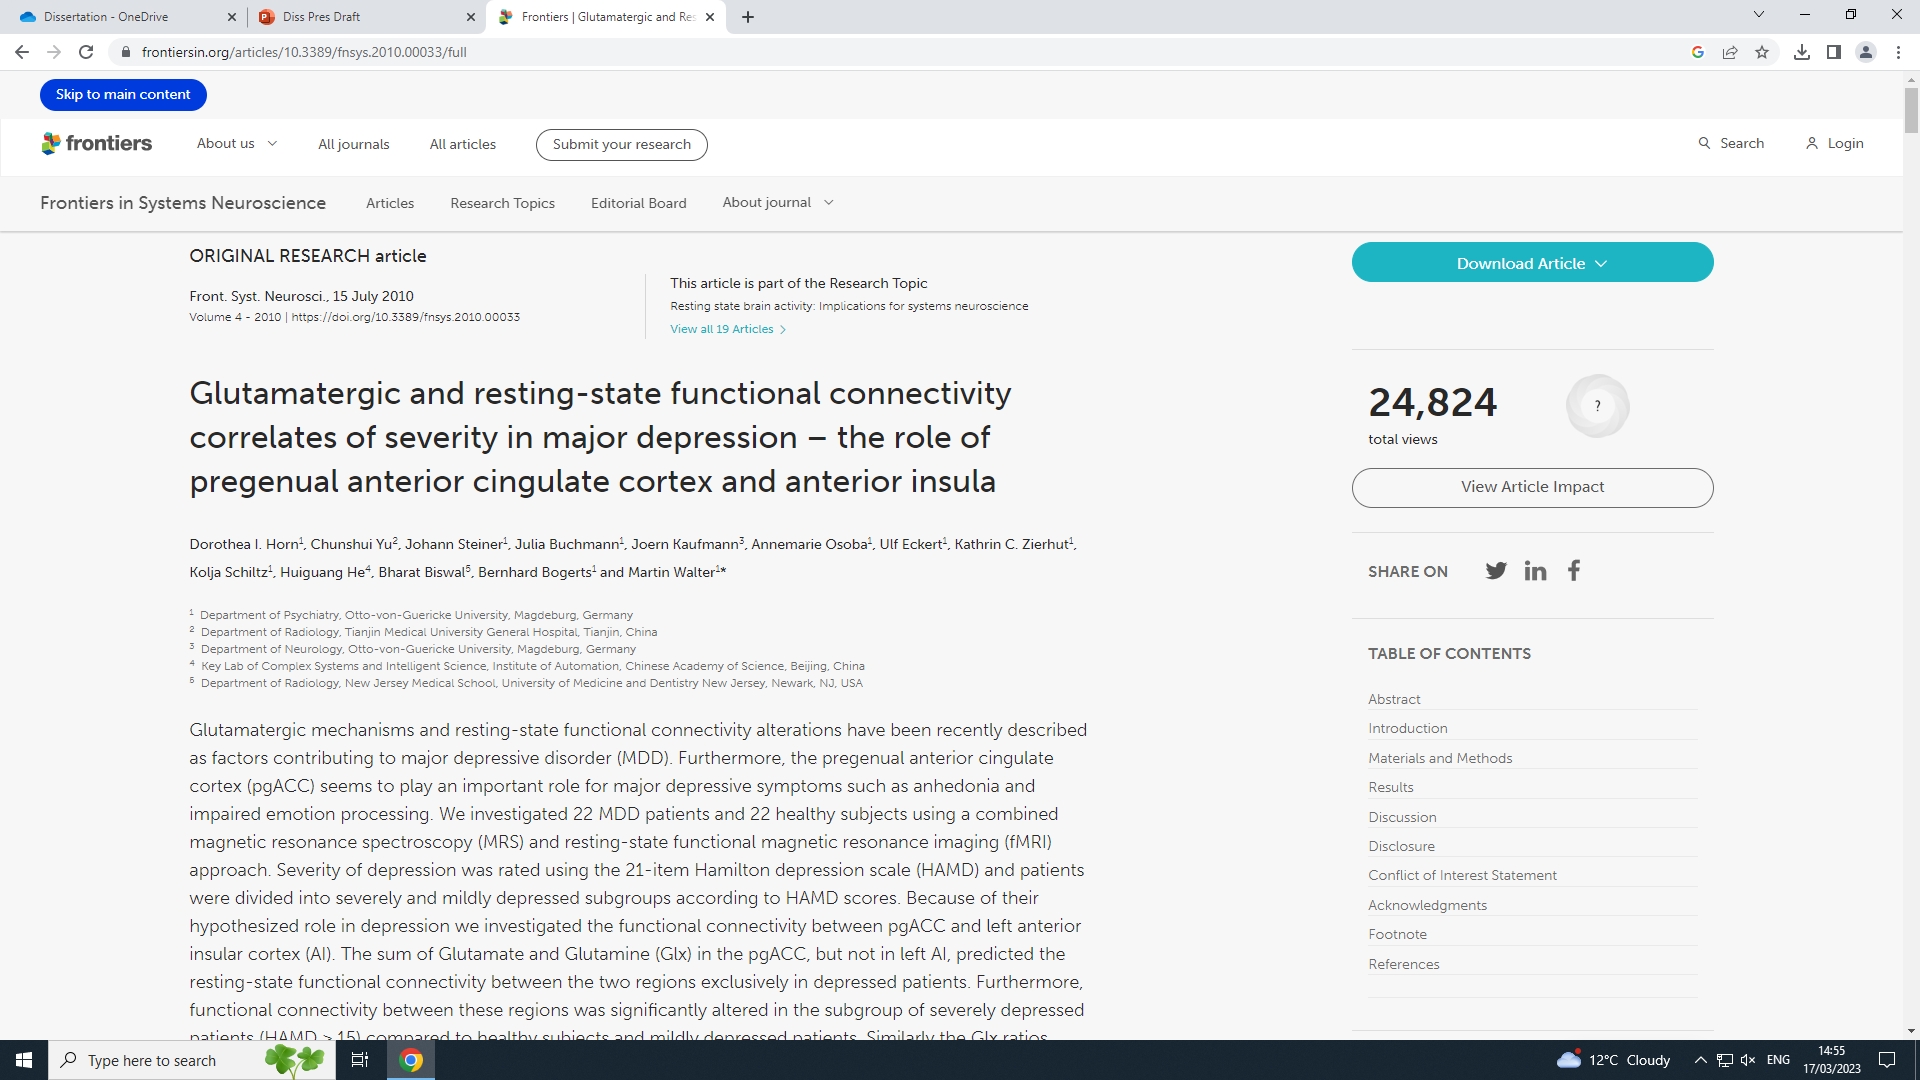 Dissertation - OneDrive
Diss Pres Draft
Frontiers | Glutamatergic and Res
frontiersin.org/articles/10.3389/fnsys.2010.00033/full
Skip to main content
frontiers
About us
All journals
All articles
Submit your research
Search
Login
Frontiers in Systems Neuroscience
Articles
Research Topics
Editorial Board
About journal
ORIGINAL RESEARCH article
Front. Syst. Neurosci., 15 July 2010
Volume 4 - 2010 | https://doi.org/10.3389/fnsys.2010.00033
This article is part of the Research Topic
Resting state brain activity: Implications for systems neuroscience
View all 19 Articles
Glutamatergic and resting-state functional connectivity
correlates of severity in major depression – the role of
pregenual anterior cingulate cortex and anterior insula
Dorothea I. Horn1, Chunshui Yu2, Johann Steiner1, Julia Buchmann1, Joern Kaufmann3, Annemarie Osoba1, Ulf Eckert1, Kathrin C. Zierhut1,
Kolja Schiltz1, Huiguang He4, Bharat Biswal5, Bernhard Bogerts1 and Martin Walter1*
1 Department of Psychiatry, Otto-von-Guericke University, Magdeburg, Germany
2 Department of Radiology, Tianjin Medical University General Hospital, Tianjin, China
3 Department of Neurology, Otto-von-Guericke University, Magdeburg, Germany
4 Key Lab of Complex Systems and Intelligent Science, Institute of Automation, Chinese Academy of Science, Beijing, China
5 Department of Radiology, New Jersey Medical School, University of Medicine and Dentistry New Jersey, Newark, NJ, USA
Glutamatergic mechanisms and resting-state functional connectivity alterations have been recently described
as factors contributing to major depressive disorder (MDD). Furthermore, the pregenual anterior cingulate
cortex (pgACC) seems to play an important role for major depressive symptoms such as anhedonia and
impaired emotion processing. We investigated 22 MDD patients and 22 healthy subjects using a combined
magnetic resonance spectroscopy (MRS) and resting-state functional magnetic resonance imaging (fMRI)
approach. Severity of depression was rated using the 21-item Hamilton depression scale (HAMD) and patients
were divided into severely and mildly depressed subgroups according to HAMD scores. Because of their
hypothesized role in depression we investigated the functional connectivity between pgACC and left anterior
insular cortex (AI). The sum of Glutamate and Glutamine (Glx) in the pgACC, but not in left AI, predicted the
resting-state functional connectivity between the two regions exclusively in depressed patients. Furthermore,
functional connectivity between these regions was significantly altered in the subgroup of severely depressed
patients (HAMD > 15) compared to healthy subjects and mildly depressed patients. Similarly the Glx ratios
Download Article
24,824
?
total views
View Article Impact
SHARE ON
TABLE OF CONTENTS
Abstract
Introduction
Materials and Methods
Results
Discussion
Disclosure
Conflict of Interest Statement
Acknowledgments
Footnote
References
Type here to search
12°C Cloudy
ENG
14:55
17/03/2023